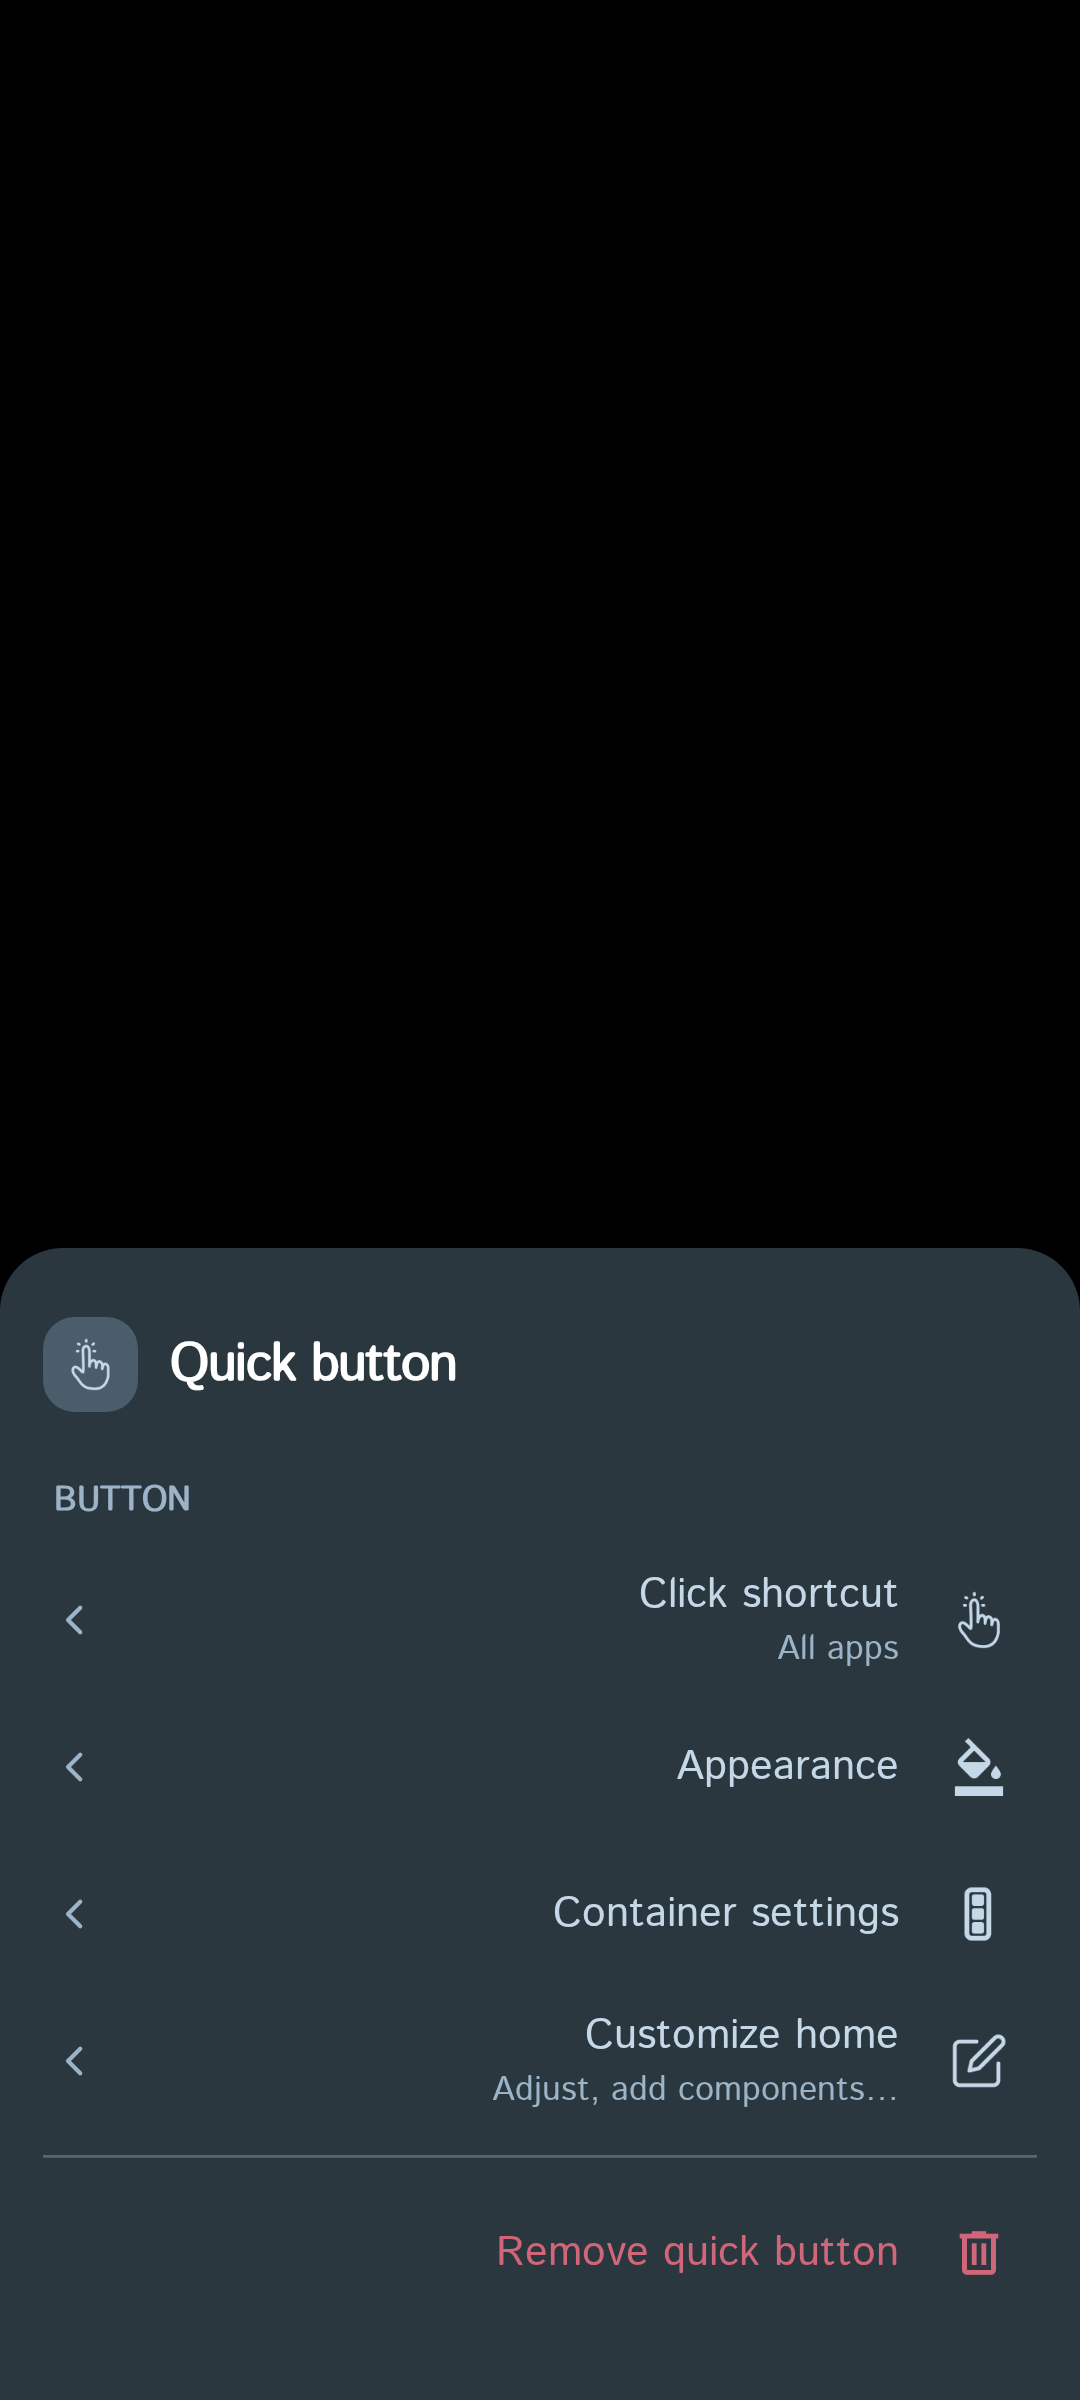 Quick button
BUTTON
Click shortcut
All apps
Appearance
Container settings
Customize home
Adjust, add components...
Remove quick button